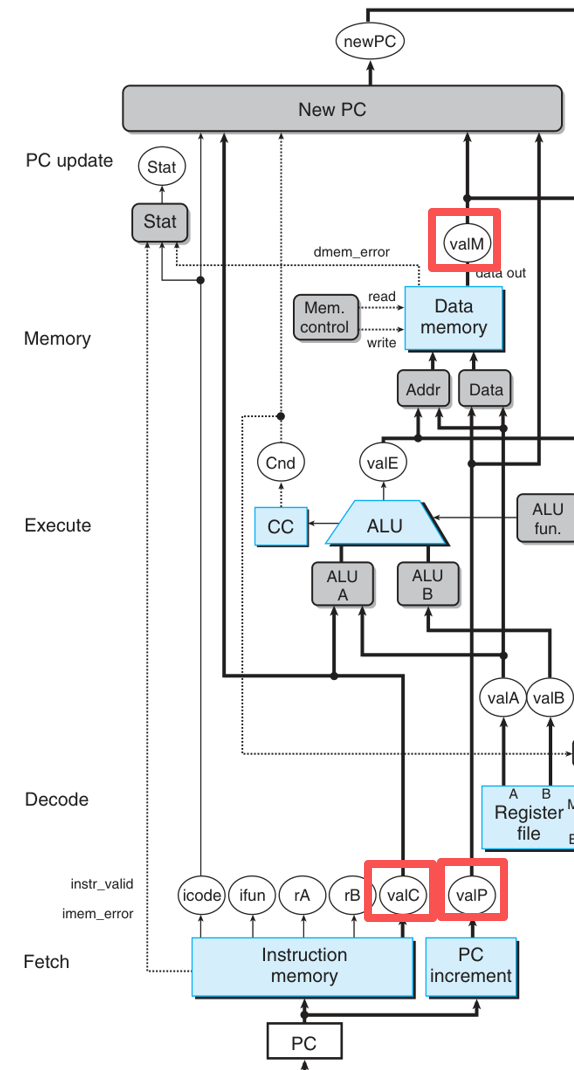 newPC
New PC
PC update
Stat
Stat
valM
dmem_error
data out
read
Mem.
control
write
Data
memory
Memory
Addr
Data
Cnd
valE
Execute
CC
ALU
ALU
fun.
ALU
A
ALU
B
valA
valB
Decode
A
B
M
Register
file
E
instr_valid
imem_error
icode
ifun
rA
rB
valC
valP
Fetch
Instruction
memory
PC
increment
PC